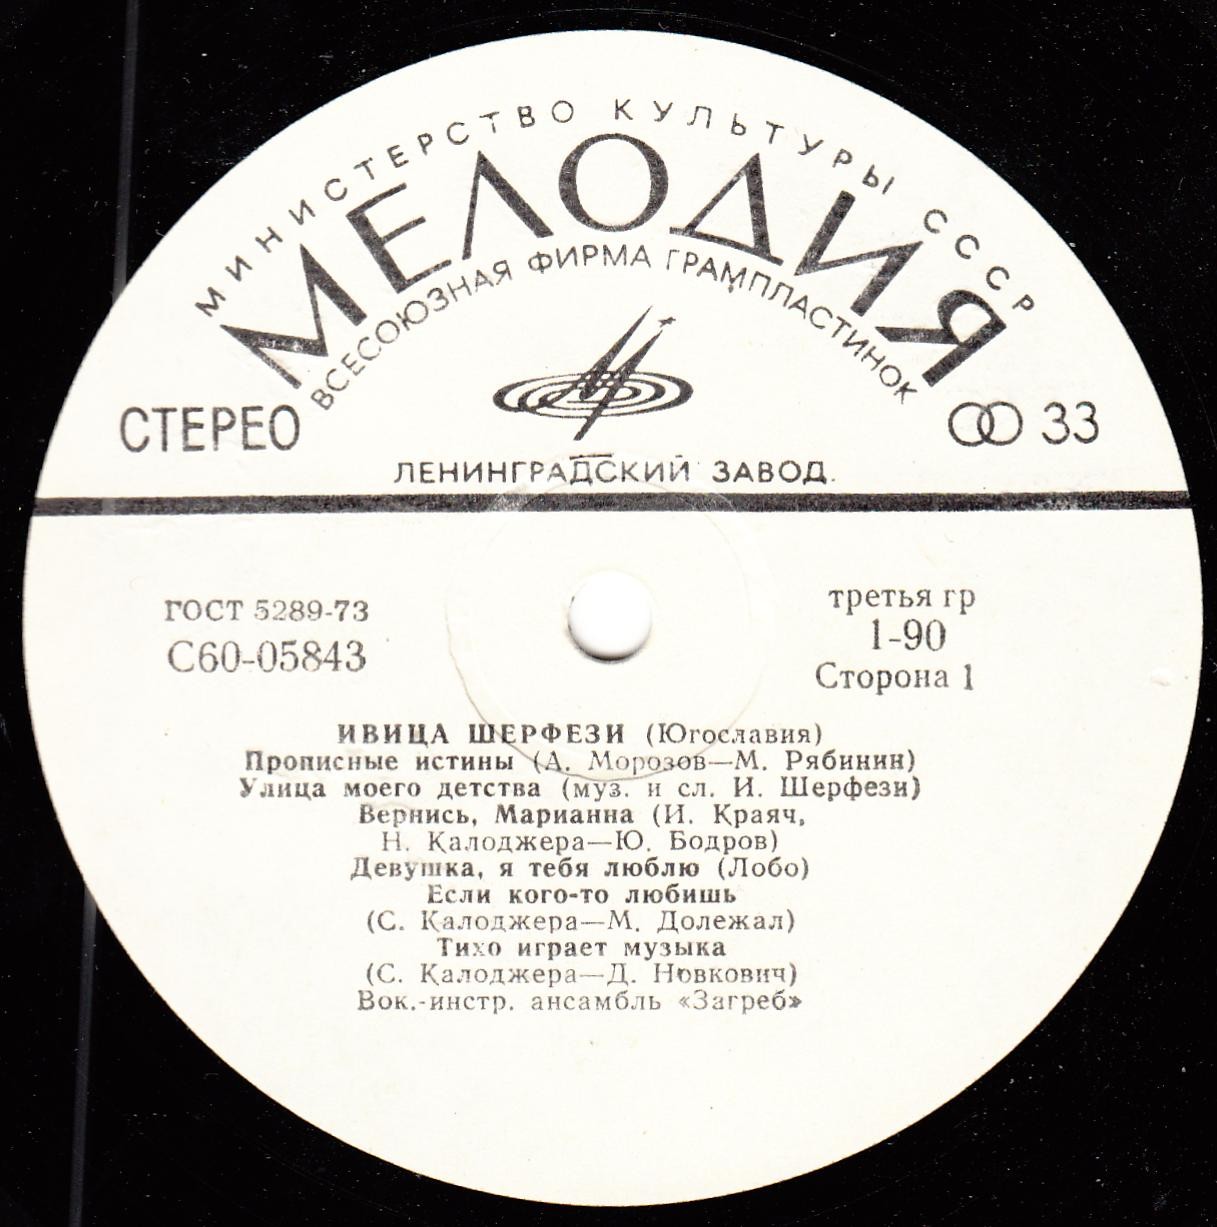 МИНИСТЕРСТВО КУЛЬТУРЫ СССР
МЕЛОДИЯ
ВСЕСОЮЗНАЯ ФИРМА ГРАМПЛАСТИНОК
СТЕРЕО
33
ЛЕНИНГРАДСКИЙ ЗАВОД.
ГОСТ 5289-73
С60-05843
третья гр
1-90
Сторона 1
ИВИЦА ШЕРФЕЗИ (Югославия)
Прописные истины (А. Морозов—М. Рябинин)
Улица моего детства (муз. и сл. И. Шерфези)
Вернись, Марианна (И. Краяч,
Н. Калоджера—Ю. Бодров)
Девушка, я тебя люблю (Лобо)
Если кого-то любишь
(С. Калоджера—М. Долежал)
Тихо играет музыка
(С. Калоджера—Д. Новкович)
Вок.-инстр. ансамбль «Загреб»